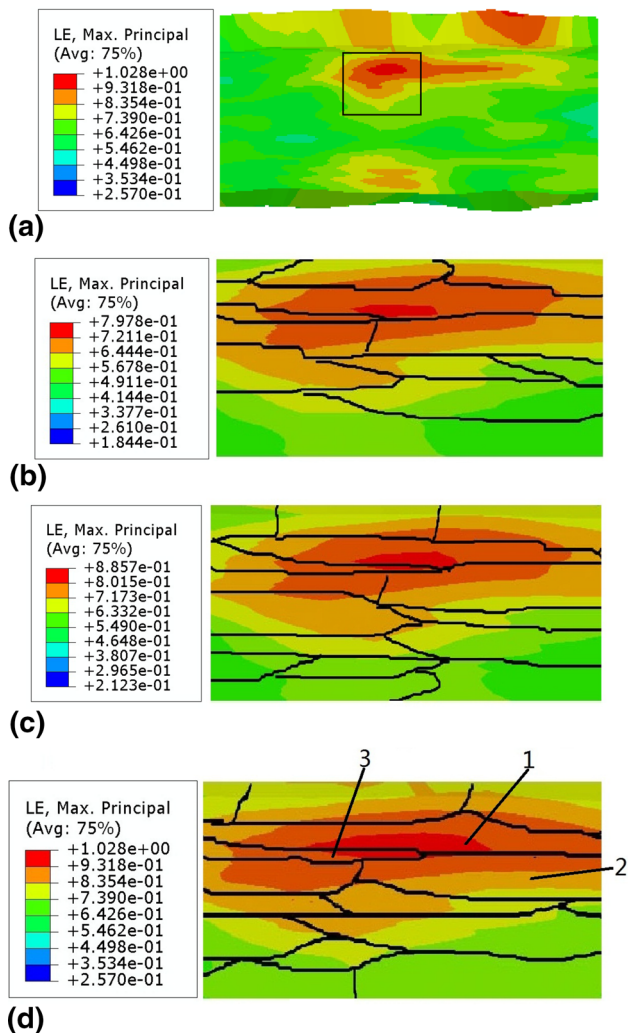 LE, Max. Principal
(Avg: 75%)
+1.028e+00
+9.318e-01
+8.354e-01
+7.390e-01
+6.426e-01
+5.462e-01
+4.498e-01
+3.534e-01
+2.570e-01
(a)
LE, Max. Principal
(Avg: 75%)
+7.978e-01
+7.211e-01
+6.444e-01
+5.678e-01
+4.911e-01
+4.144e-01
+3.377e-01
+2.610e-01
+1.844e-01
(b)
LE, Max. Principal
(Avg: 75%)
+8.857e-01
+8.015e-01
+7.173e-01
+6.332e-01
+5.490e-01
+4.648e-01
+3.807e-01
+2.965e-01
+2.123e-01
(c)
3
1
2
LE, Max. Principal
(Avg: 75%)
+1.028e+00
+9.318e-01
+8.354e-01
+7.390e-01
+6.426e-01
+5.462e-01
+4.498e-01
+3.534e-01
+2.570e-01
(d)